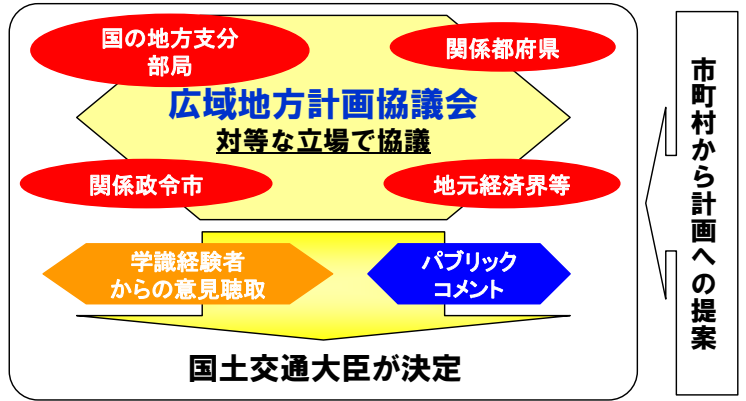 国の地方支分
部局
関係都府県
広域地方計画協議会
対等な立場で協議
関係政令市
地元経済界等
学識経験者
からの意見聴取
パブリック
コメント
国土交通大臣が決定
市町村から計画への提案